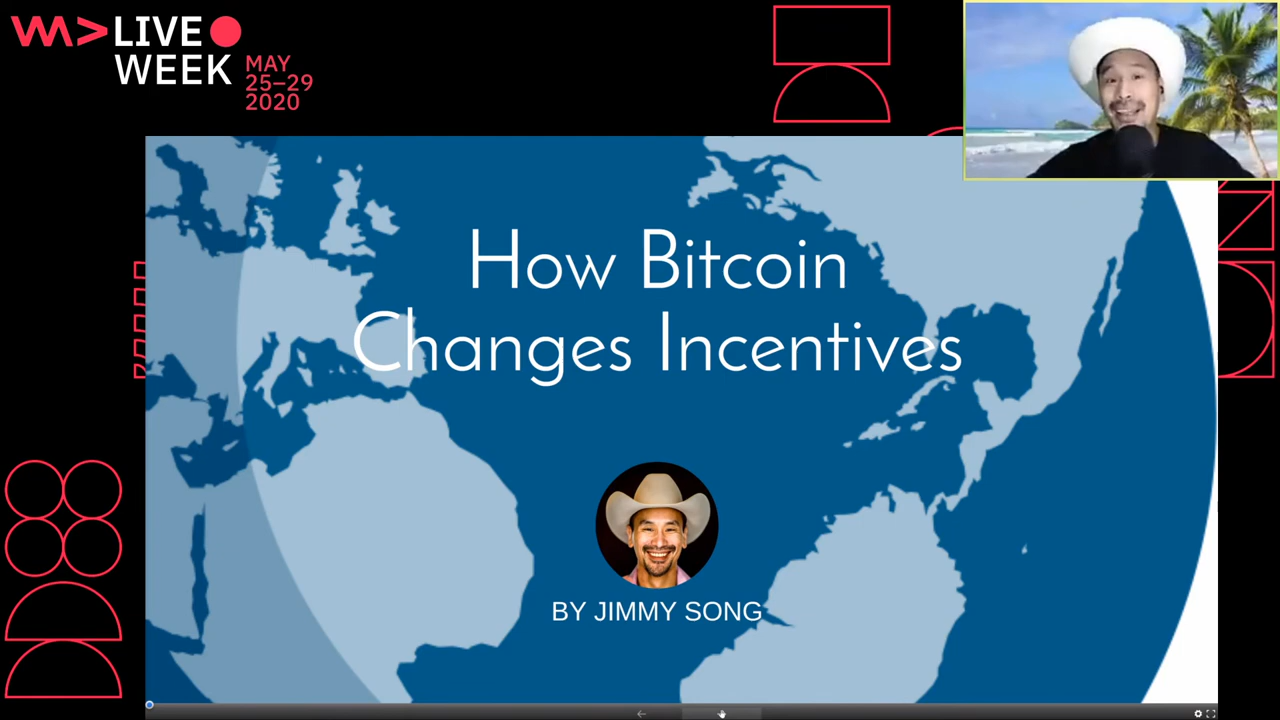 LIVE
WEEK
MAY
25–29
2020
How Bitcoin
Changes Incentives
BY JIMMY SONG